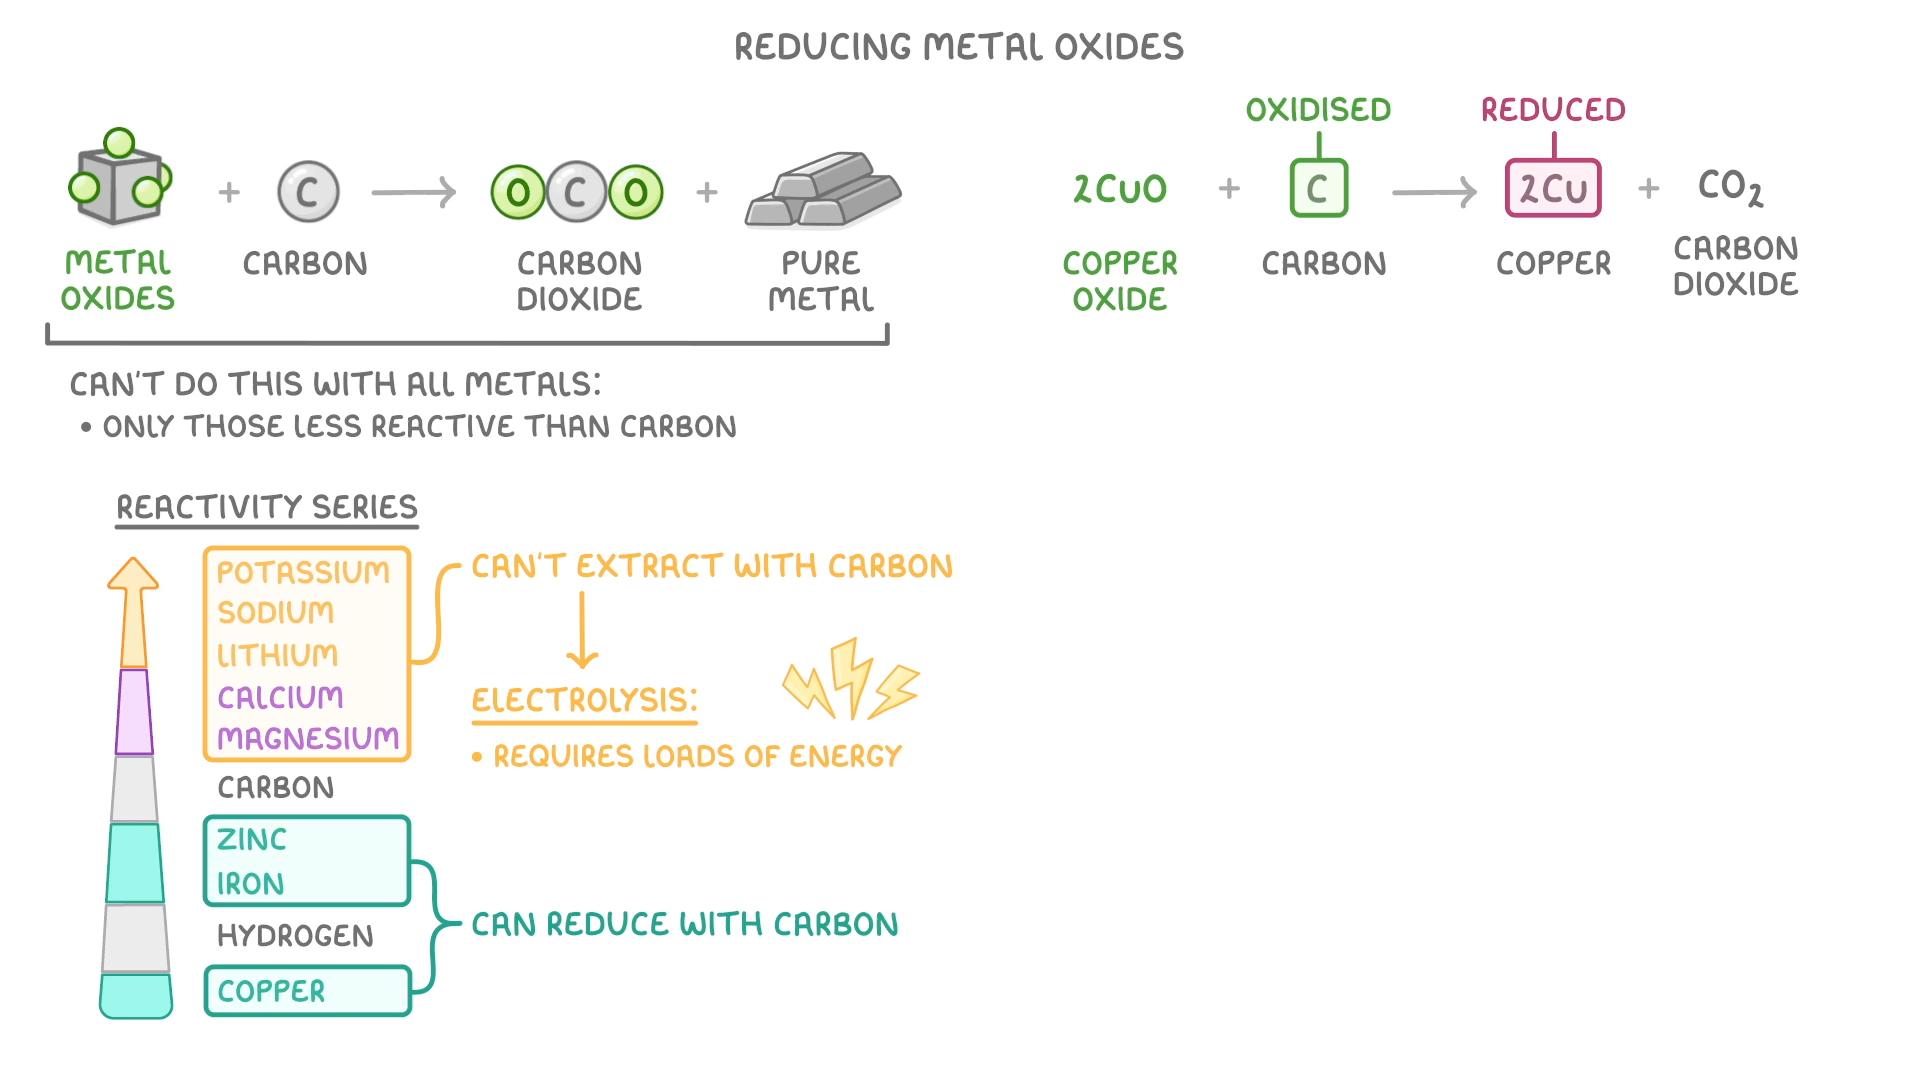 REDUCING METAL OXIDES
+ C → O C O +
METAL OXIDES
CARBON
CARBON DIOXIDE
PURE METAL
OXIDISED
REDUCED
2CuO + C → 2Cu + CO₂
COPPER OXIDE
CARBON
COPPER
CARBON DIOXIDE
CAN'T DO THIS WITH ALL METALS:
• ONLY THOSE LESS REACTIVE THAN CARBON
REACTIVITY SERIES
POTASSIUM
SODIUM
LITHIUM
CALCIUM
MAGNESIUM
CARBON
ZINC
IRON
HYDROGEN
COPPER
CAN'T EXTRACT WITH CARBON
ELECTROLYSIS:
• REQUIRES LOADS OF ENERGY
CAN REDUCE WITH CARBON